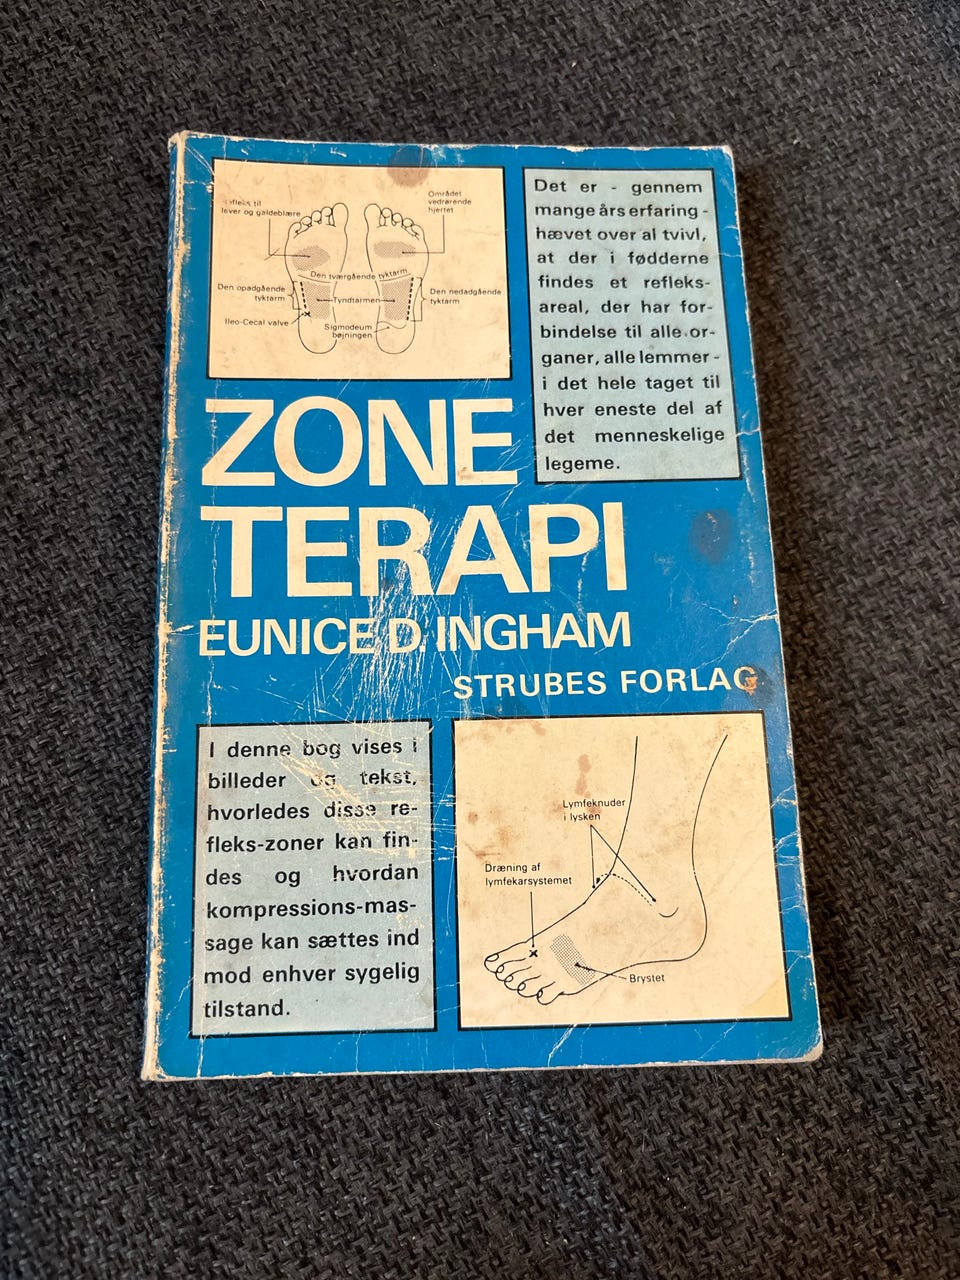 til
lever og galdeblære
Området
vedrørende
hjertet
Den tværgående tyktarm
Den opadgående
tyktarm
Tyndtarmen
Den nedadgående
tyktarm
Ileo-Cecal valve
Sigmodeum
bøjningen
Det er - gennem
mange års erfaring -
hævet over al tvivl,
at der i fødderne
findes et refleks-
areal, der har for-
bindelse til alle or-
ganer, alle lemmer -
i det hele taget til
hver eneste del af
det menneskelige
legeme.
ZONE
TERAPI
EUNICE D. INGHAM
STRUBES FORLAG
I denne bog vises i
billeder og tekst,
hvorledes disse re-
fleks-zoner kan fin-
des og hvordan
kompressions-mas-
sage kan sættes ind
mod enhver sygelig
tilstand.
Lymfeknuder
i lysken
Dræning af
lymfekarsystemet
Brystet